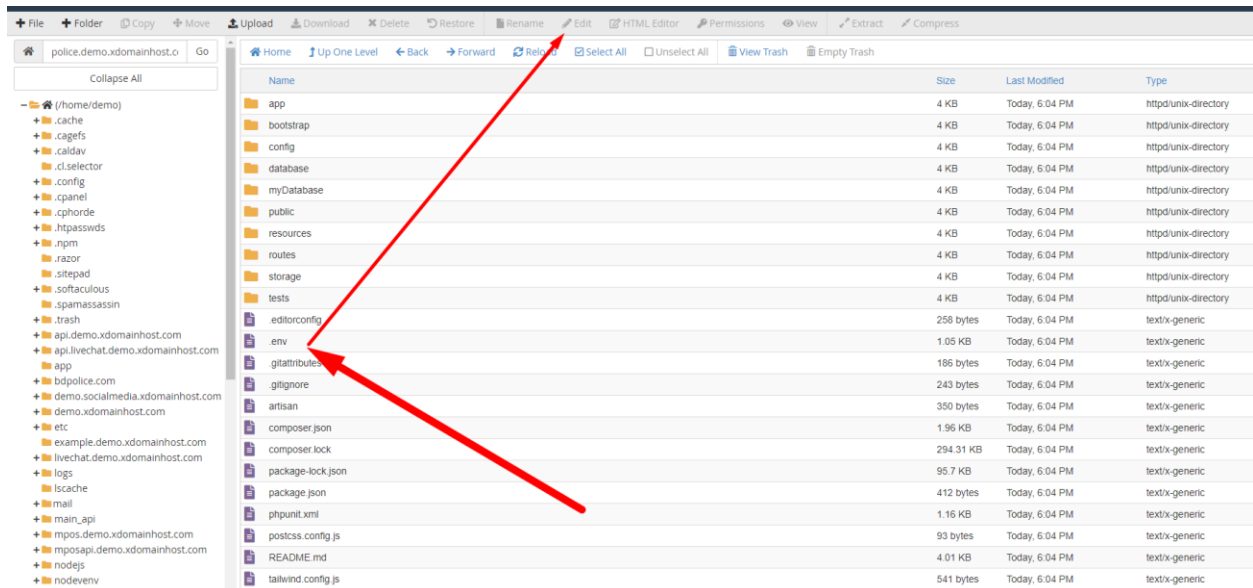 File Folder Copy Move Upload Download Delete Restore Rename Edit HTML Editor Permissions View Extract Compress
police.demo.xdomainhost.c Go Home Up One Level Back Forward Reload Select All Unselect All View Trash Empty Trash
Collapse All
Name Size Last Modified Type
(/home/demo)
.cache
.cagefs
.caldav
.cl.selector
.config
.cpanel
.cphorde
.htpasswds
.npm
.razor
.sitepad
.softaculous
.spamassassin
.trash
api.demo.xdomainhost.com
api.livechat.demo.xdomainhost.com
app
bdpolice.com
demo.socialmedia.xdomainhost.com
demo.xdomainhost.com
etc
example.demo.xdomainhost.com
livechat.demo.xdomainhost.com
logs
lscache
mail
main_api
mpos.demo.xdomainhost.com
mposapi.demo.xdomainhost.com
nodejs
nodevenv
app 4 KB Today, 6:04 PM httpd/unix-directory
bootstrap 4 KB Today, 6:04 PM httpd/unix-directory
config 4 KB Today, 6:04 PM httpd/unix-directory
database 4 KB Today, 6:04 PM httpd/unix-directory
myDatabase 4 KB Today, 6:04 PM httpd/unix-directory
public 4 KB Today, 6:04 PM httpd/unix-directory
resources 4 KB Today, 6:04 PM httpd/unix-directory
routes 4 KB Today, 6:04 PM httpd/unix-directory
storage 4 KB Today, 6:04 PM httpd/unix-directory
tests 4 KB Today, 6:04 PM httpd/unix-directory
.editorconfig 258 bytes Today, 6:04 PM text/x-generic
.env 1.05 KB Today, 6:04 PM text/x-generic
.gitattributes 186 bytes Today, 6:04 PM text/x-generic
.gitignore 243 bytes Today, 6:04 PM text/x-generic
artisan 350 bytes Today, 6:04 PM text/x-generic
composer.json 1.96 KB Today, 6:04 PM text/x-generic
composer.lock 294.31 KB Today, 6:04 PM text/x-generic
package-lock.json 95.7 KB Today, 6:04 PM text/x-generic
package.json 412 bytes Today, 6:04 PM text/x-generic
phpunit.xml 1.16 KB Today, 6:04 PM text/x-generic
postcss.config.js 93 bytes Today, 6:04 PM text/x-generic
README.md 4.01 KB Today, 6:04 PM text/x-generic
tailwind.config.js 541 bytes Today, 6:04 PM text/x-generic